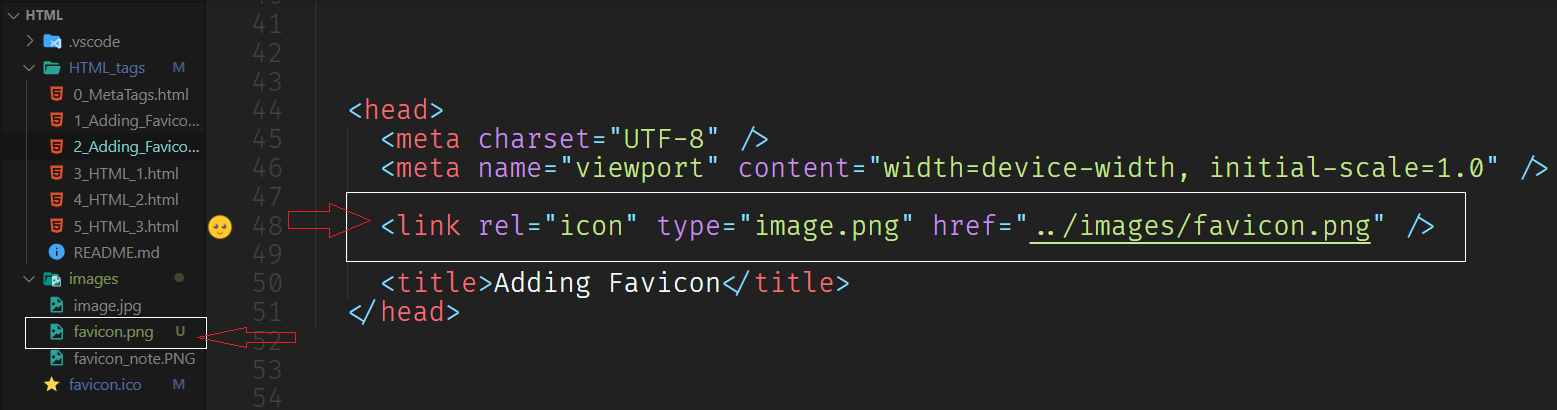 HTML
.vscode
HTML_tags M
0_MetaTags.html
1_Adding_Favico...
2_Adding_Favico...
3_HTML_1.html
4_HTML_2.html
5_HTML_3.html
README.md
images
image.jpg
favicon.png U
favicon_note.PNG
favicon.ico M
41
42
43
44 <head>
45 <meta charset="UTF-8" />
46 <meta name="viewport" content="width=device-width, initial-scale=1.0" />
47
48 <link rel="icon" type="image.png" href="../images/favicon.png" />
49
50 <title>Adding Favicon</title>
51 </head>
52
53
54